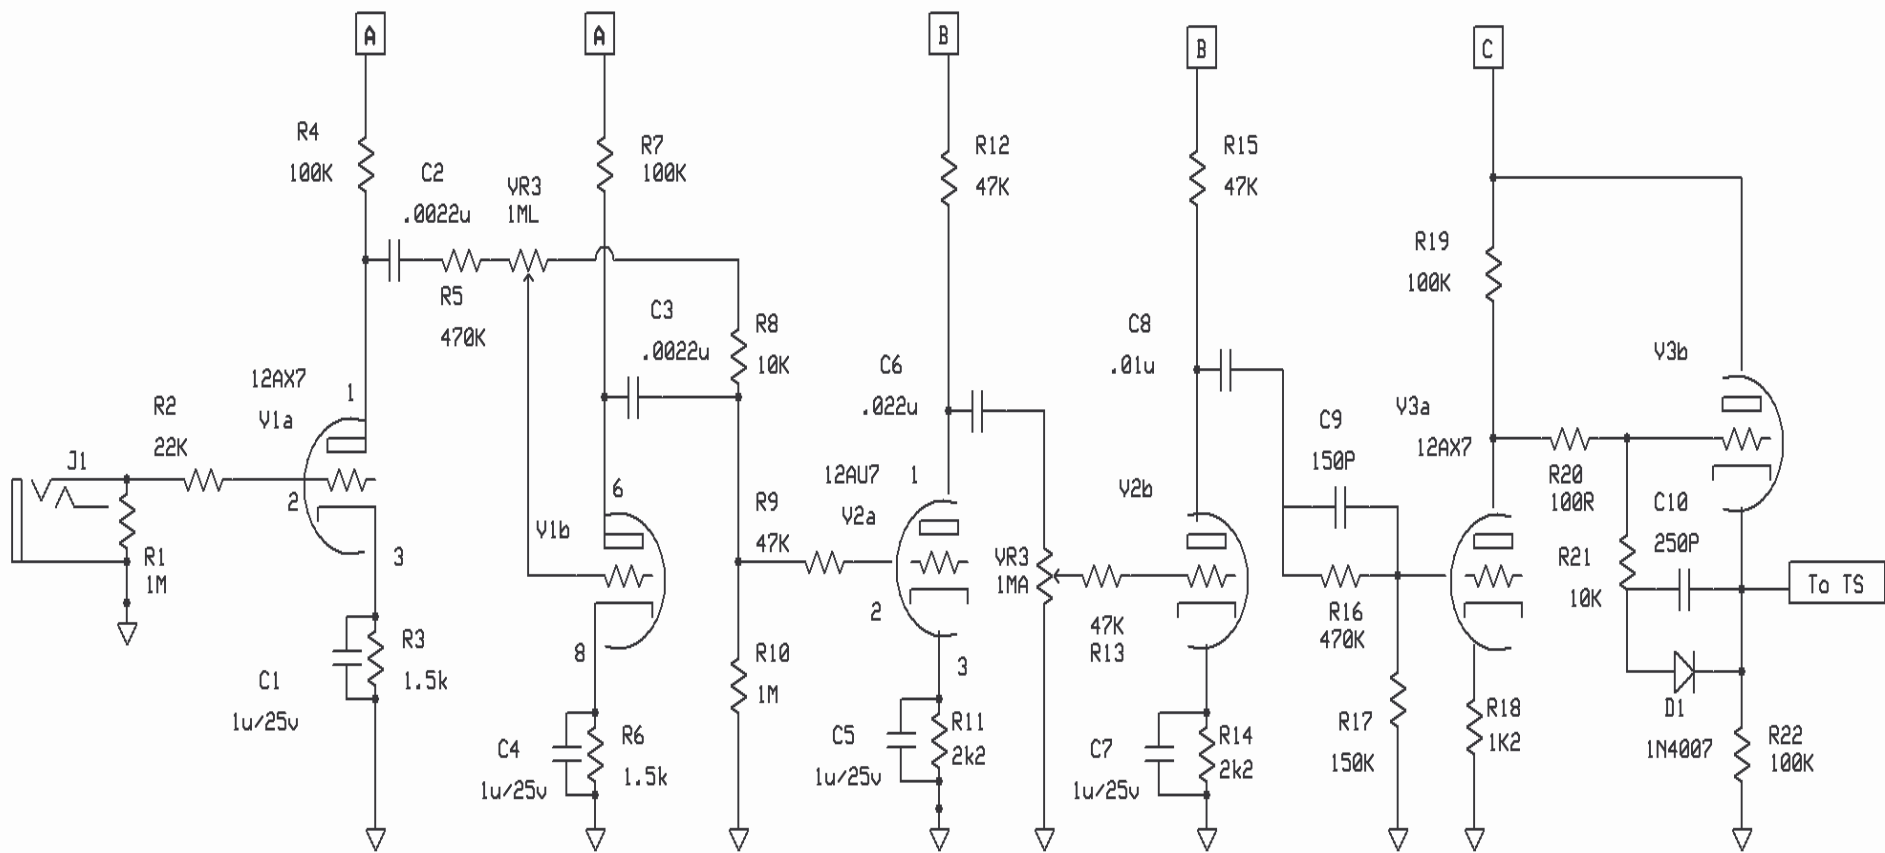 A
A
B
B
C
R4
100K
C2
.0022u
VR3
1ML
R7
100K
R12
47K
R15
47K
R5
470K
C3
.0022u
R8
10K
R19
100K
12AX7
V1a
1
R2
22K
J1
2
3
R1
1M
R3
1.5k
C1
1u/25v
V1b
6
8
C4
1u/25v
R6
1.5k
R9
47K
R10
1M
C6
.022u
12AU7
V2a
1
2
3
C5
1u/25v
R11
2k2
VR3
1MA
47K
R13
C8
.01u
V2b
C7
1u/25v
R14
2k2
C9
150P
R16
470K
R17
150K
V3a
12AX7
R18
1K2
R20
100R
R21
10K
C10
250P
V3b
To TS
D1
1N4007
R22
100K